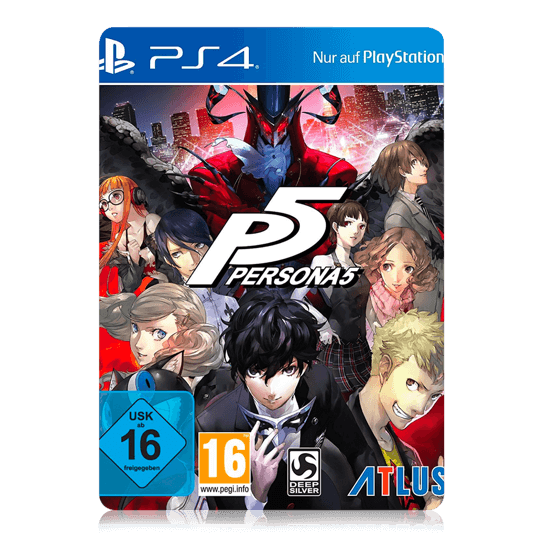 PS4
Nur auf PlayStation
P5
PERSONA5
USK
ab
16
freigegeben
16
www.pegi.info
DEEP
SILVER
ATLUS